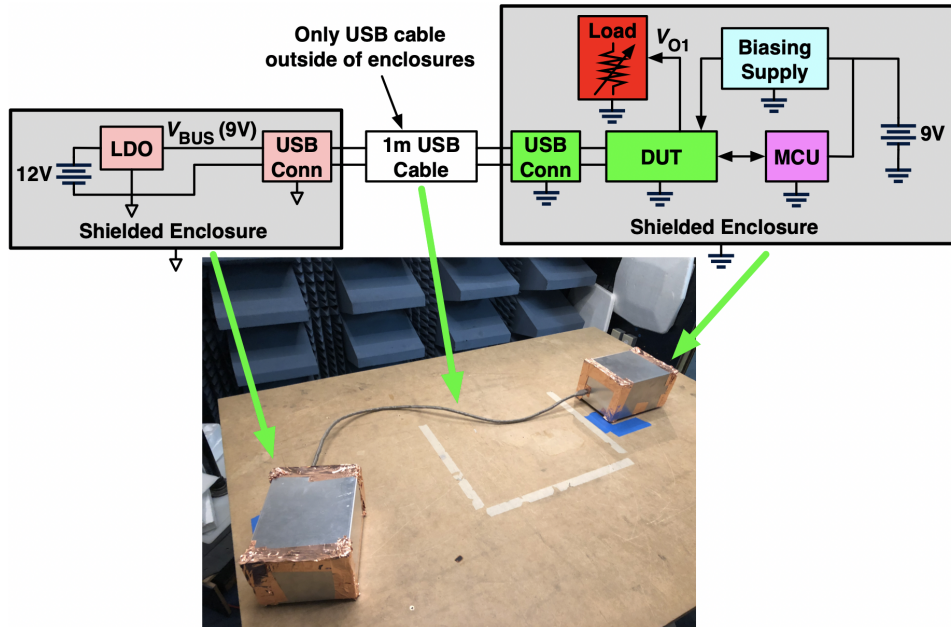 Only USB cable
outside of enclosures
Load
VO1
Biasing
Supply
VBUS (9V)
LDO
USB
Conn
12V
1m USB
Cable
USB
Conn
DUT
MCU
9V
Shielded Enclosure
Shielded Enclosure